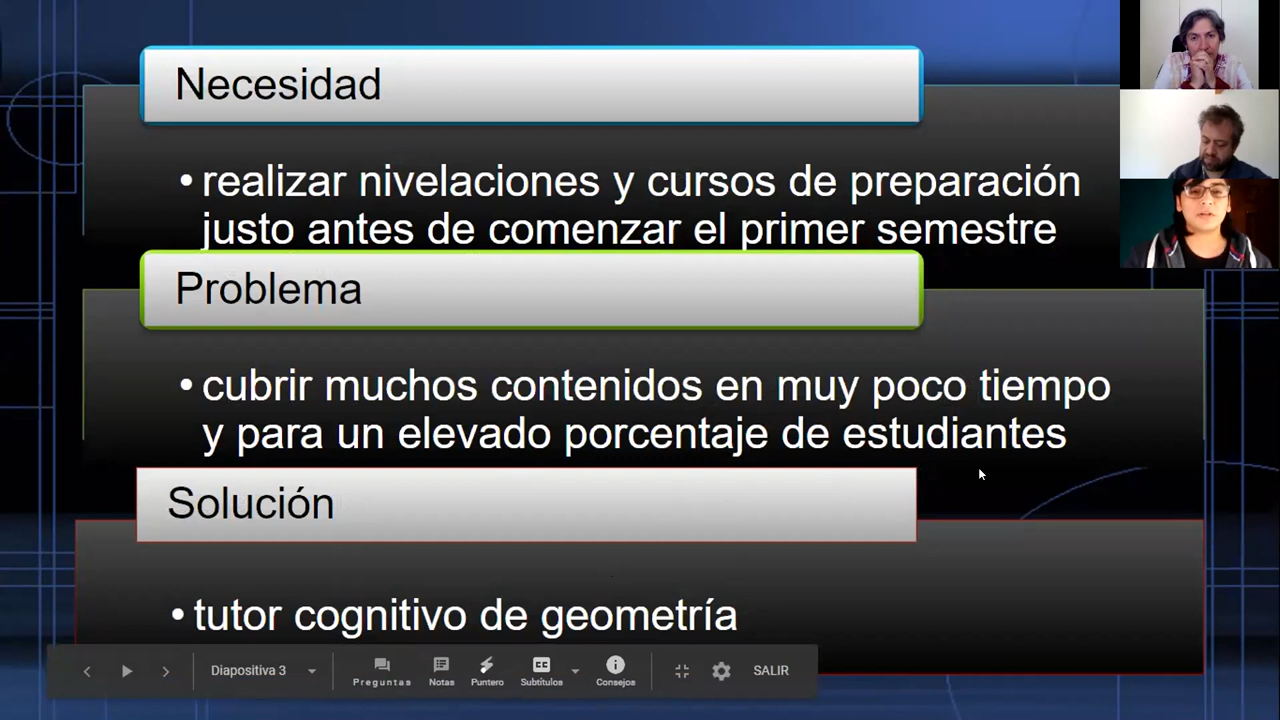 Necesidad
• realizar nivelaciones y cursos de preparación
justo antes de comenzar el primer semestre
Problema
• cubrir muchos contenidos en muy poco tiempo
y para un elevado porcentaje de estudiantes
Solución
• tutor cognitivo de geometría
Diapositiva 3
Preguntas
Notas
Puntero
Subtítulos
Consejos
SALIR